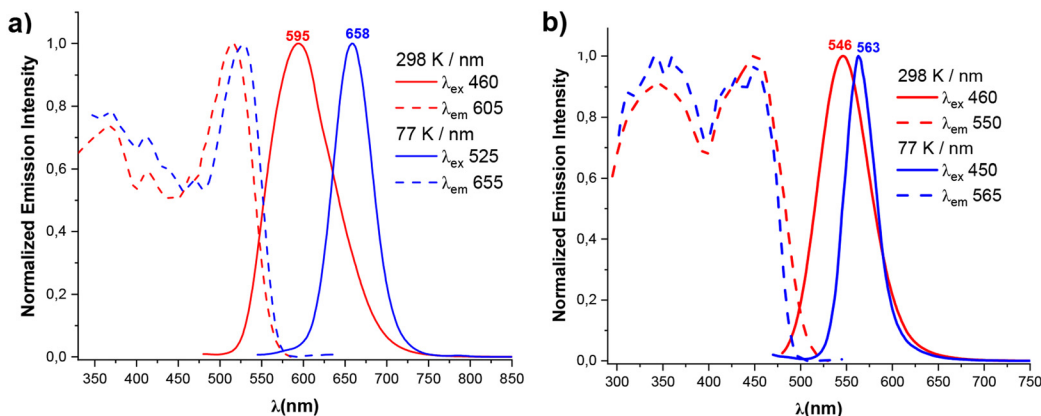 a)
595
658
298 K / nm
λex 460
λem 605
77 K / nm
λex 525
λem 655
Normalized Emission Intensity
1,0
0,8
0,6
0,4
0,2
0,0
350 400 450 500 550 600 650 700 750 800 850
λ(nm)
b)
546
563
298 K / nm
λex 460
λem 550
77 K / nm
λex 450
λem 565
Normalized Emission Intensity
1,0
0,8
0,6
0,4
0,2
0,0
300 350 400 450 500 550 600 650 700 750
λ(nm)